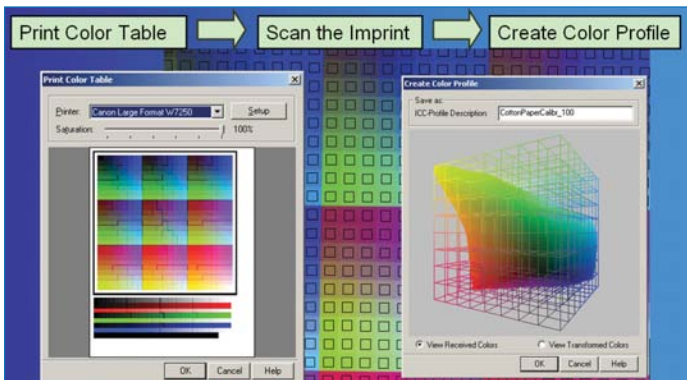 Print Color Table
Scan the Imprint
Create Color Profile
Print Color Table
Printer: Canon Large Format W7250 Setup
Saturation: 100%
OK Cancel Help
Create Color Profile
Save as:
ICC-Profile Description: CottonPaperCalibr_100
View Received Colors View Transformed Colors
OK Cancel Help